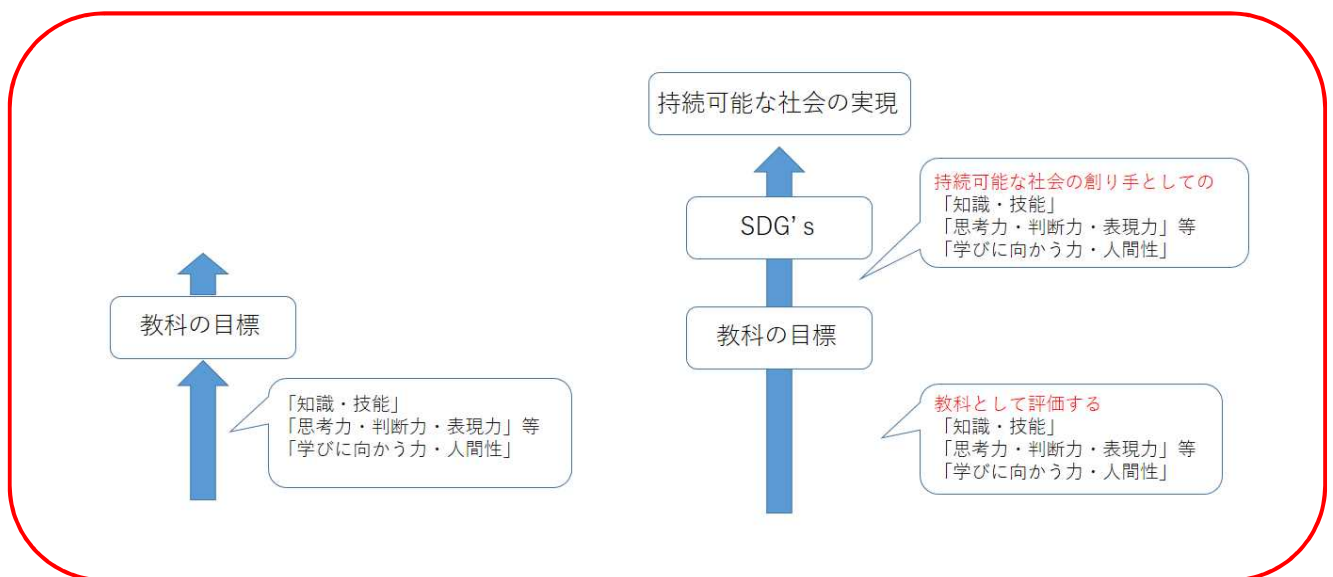 教科の目標
「知識・技能」
「思考力・判断力・表現力」等
「学びに向かう力・人間性」
持続可能な社会の実現
SDG’s
教科の目標
持続可能な社会の創り手としての
「知識・技能」
「思考力・判断力・表現力」等
「学びに向かう力・人間性」
教科として評価する
「知識・技能」
「思考力・判断力・表現力」等
「学びに向かう力・人間性」